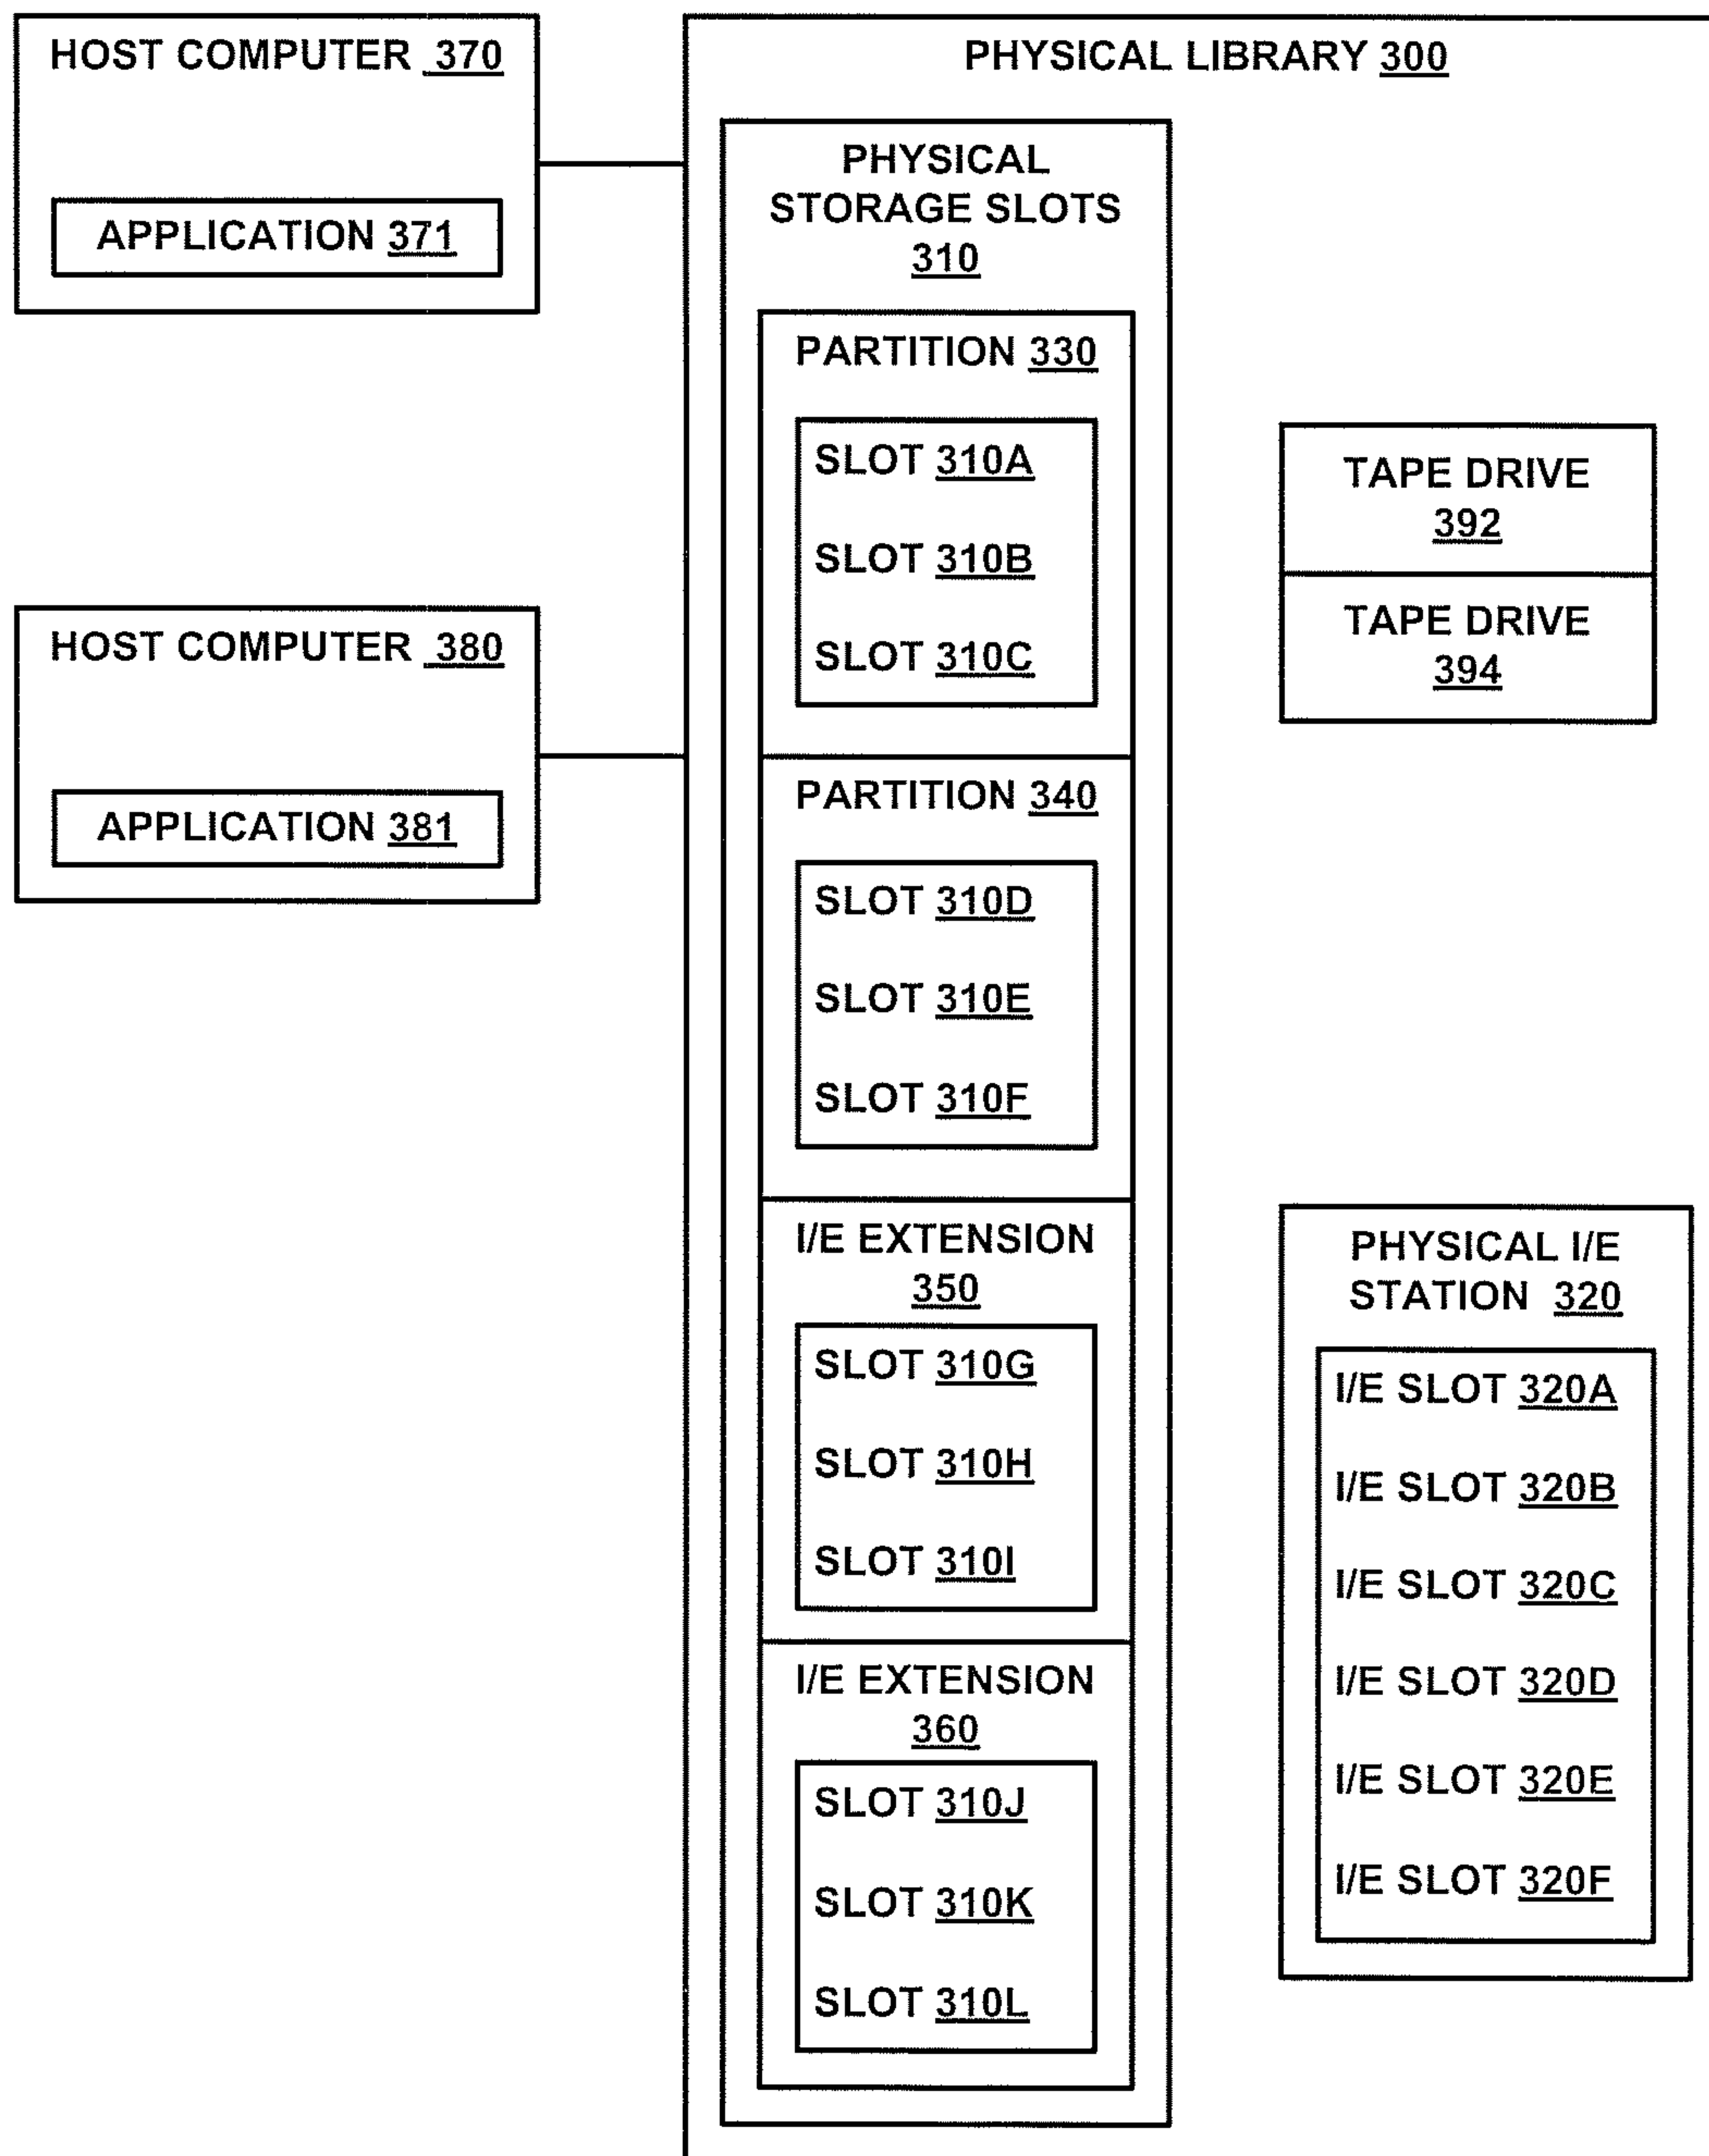 HOST COMPUTER 370
APPLICATION 371
HOST COMPUTER 380
APPLICATION 381
PHYSICAL LIBRARY 300
PHYSICAL
STORAGE SLOTS
310
PARTITION 330
SLOT 310A
SLOT 310B
SLOT 310C
PARTITION 340
SLOT 310D
SLOT 310E
SLOT 310F
I/E EXTENSION
350
SLOT 310G
SLOT 310H
SLOT 310I
I/E EXTENSION
360
SLOT 310J
SLOT 310K
SLOT 310L
TAPE DRIVE
392
TAPE DRIVE
394
PHYSICAL I/E
STATION 320
I/E SLOT 320A
I/E SLOT 320B
I/E SLOT 320C
I/E SLOT 320D
I/E SLOT 320E
I/E SLOT 320F